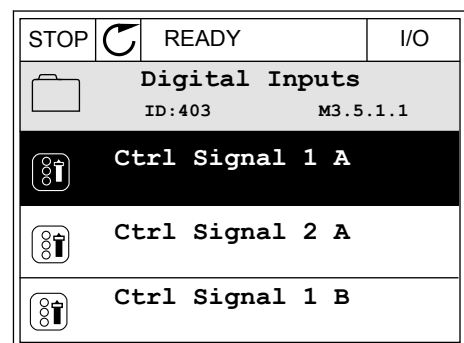 STOP READY I/O
Digital Inputs
ID:403 M3.5.1.1
Ctrl Signal 1 A
Ctrl Signal 2 A
Ctrl Signal 1 B